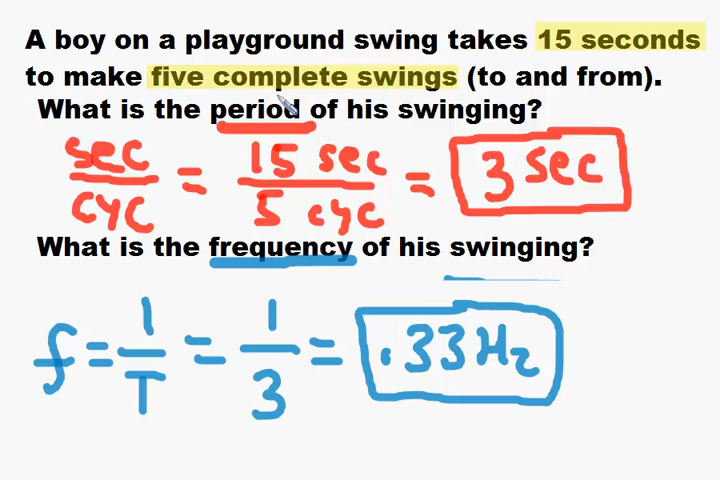 A boy on a playground swing takes 15 seconds
to make five complete swings (to and from).
What is the period of his swinging?
sec/cyc = 15 sec/5 cyc = 3 sec
What is the frequency of his swinging?
f = 1/T = 1/3 = .33 Hz